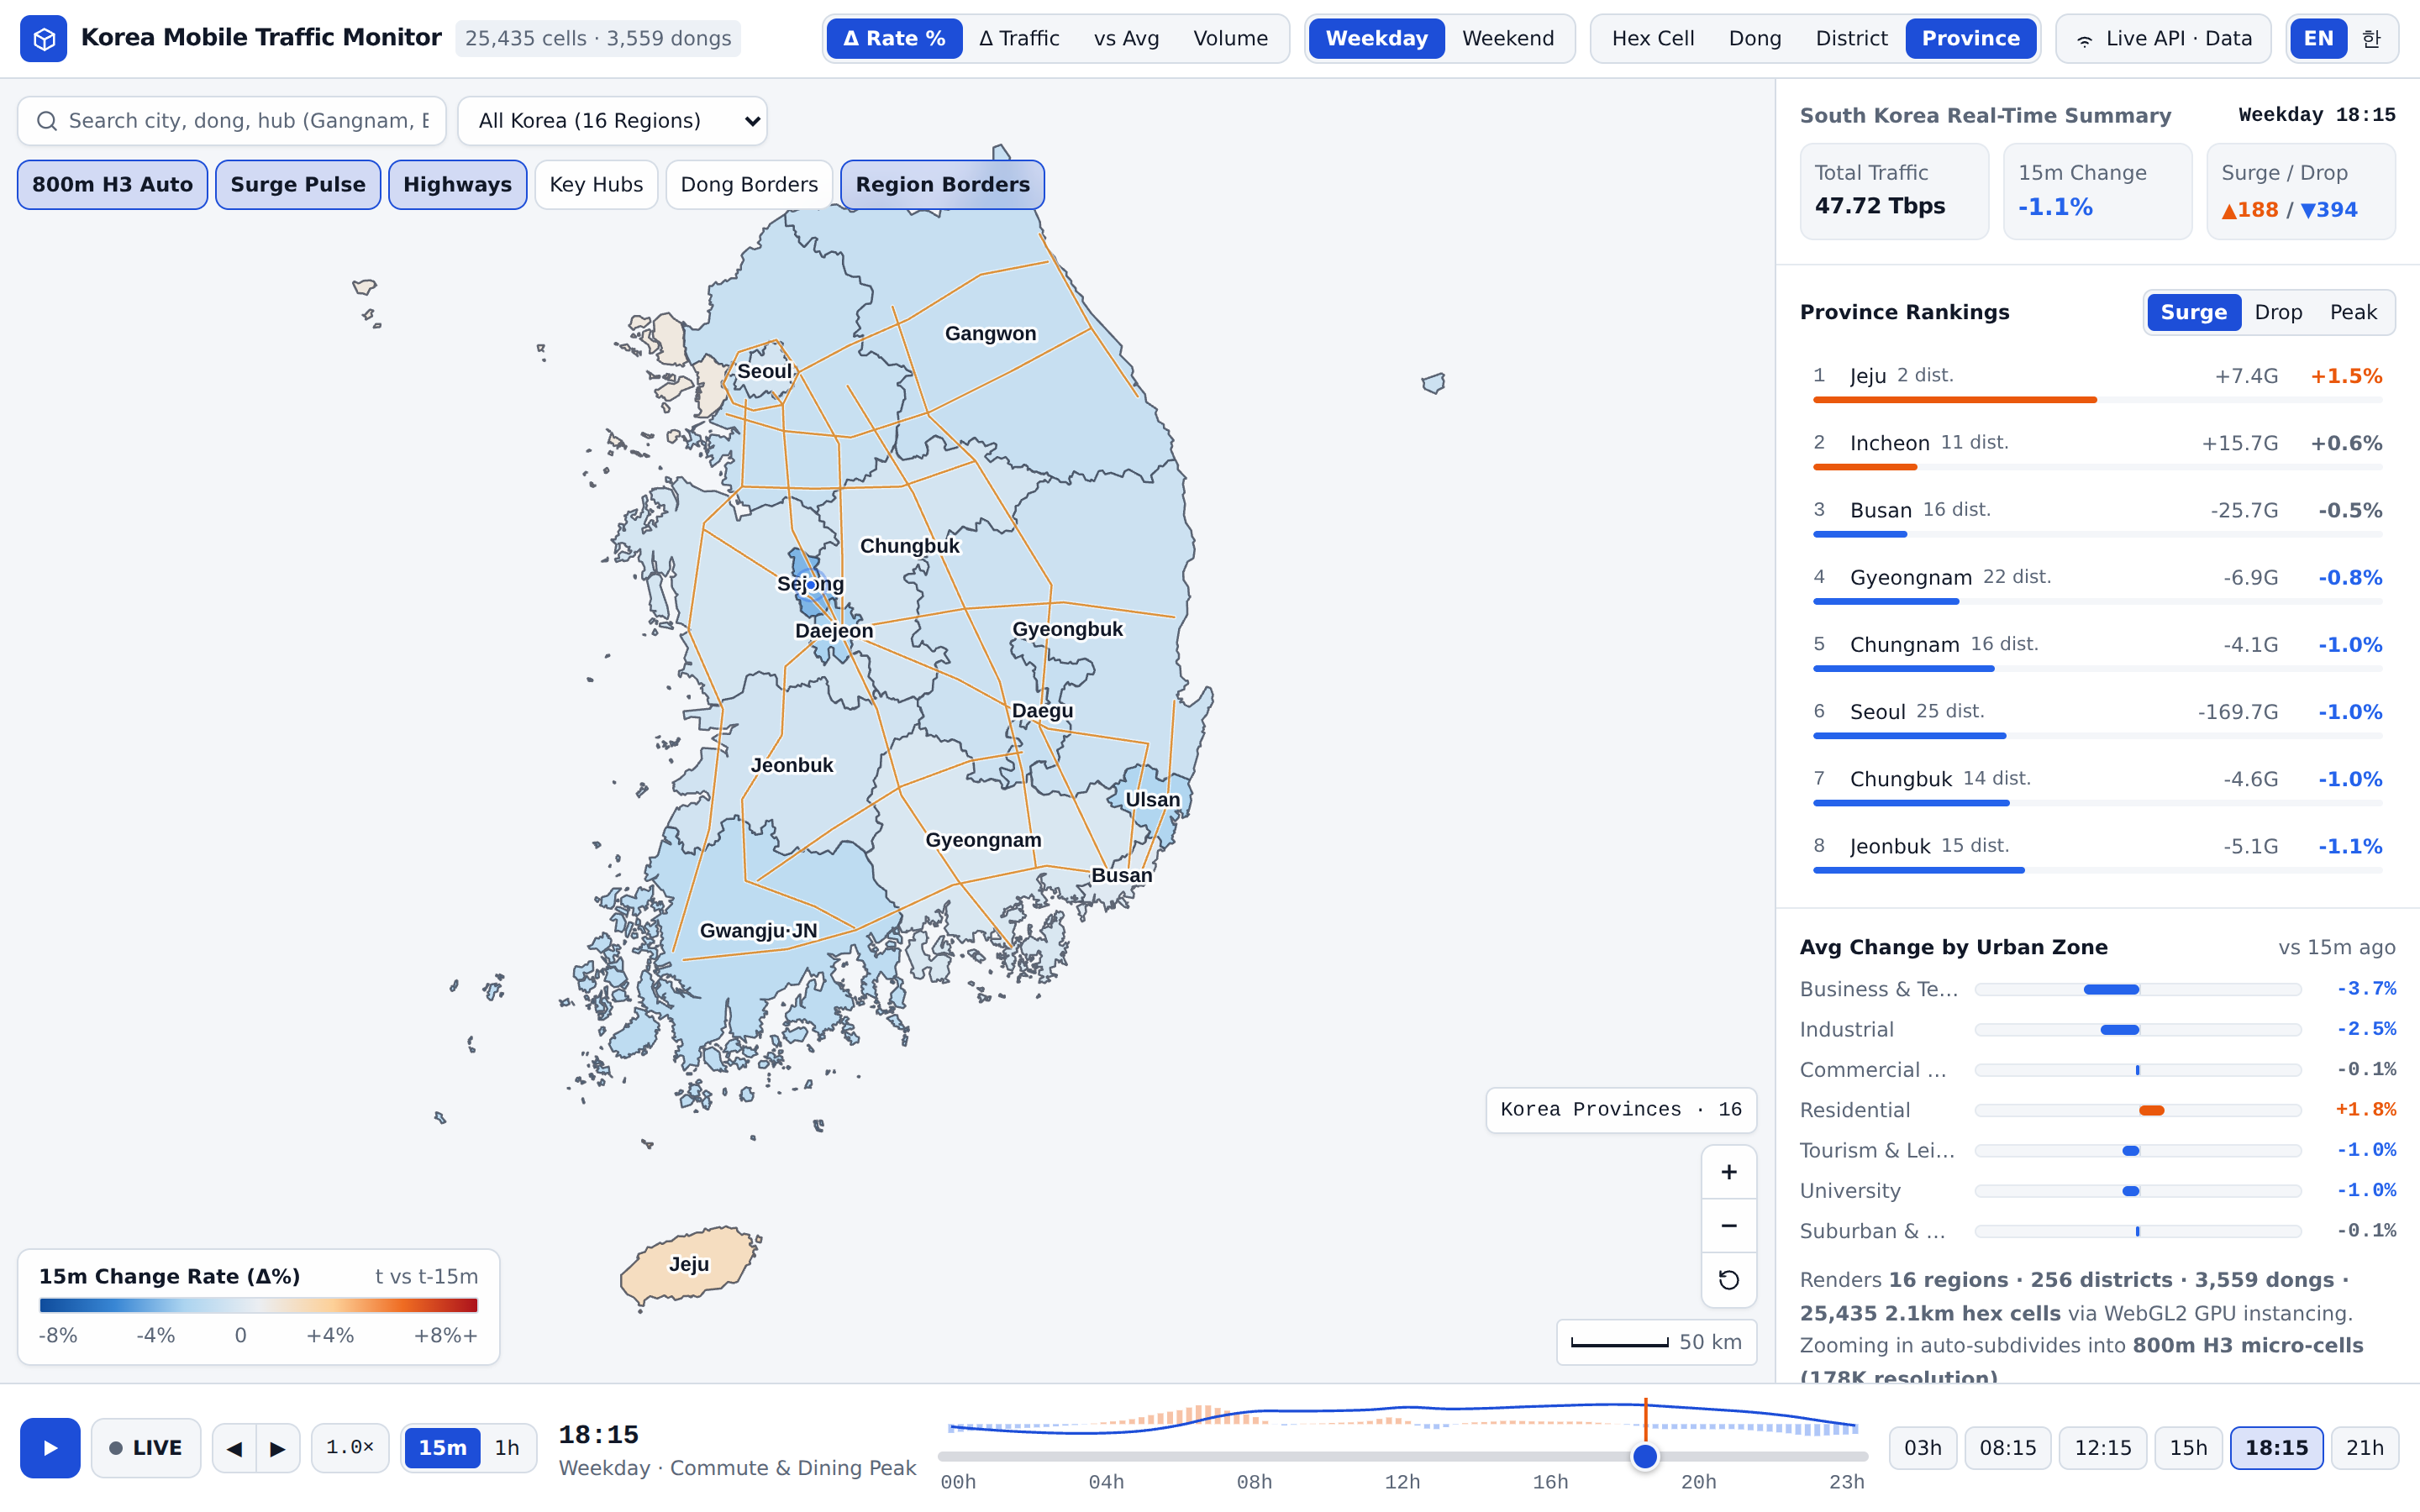 Korea Mobile Traffic Monitor
25,435 cells · 3,559 dongs
Δ Rate %
Δ Traffic
vs Avg
Volume
Weekday
Weekend
Hex Cell
Dong
District
Province
Live API · Data
EN
한
Search city, dong, hub (Gangnam, E
All Korea (16 Regions)
800m H3 Auto
Surge Pulse
Highways
Key Hubs
Dong Borders
Region Borders
Gangwon
Seoul
Chungbuk
Sejong
Daejeon
Gyeongbuk
Daegu
Jeonbuk
Ulsan
Gyeongnam
Busan
Gwangju·JN
Jeju
Korea Provinces · 16
+
−
50 km
15m Change Rate (Δ%)
t vs t-15m
-8%
-4%
0
+4%
+8%+
South Korea Real-Time Summary
Weekday 18:15
Total Traffic
47.72 Tbps
15m Change
-1.1%
Surge / Drop
▲188 / ▼394
Province Rankings
Surge
Drop
Peak
1 Jeju 2 dist. +7.4G +1.5%
2 Incheon 11 dist. +15.7G +0.6%
3 Busan 16 dist. -25.7G -0.5%
4 Gyeongnam 22 dist. -6.9G -0.8%
5 Chungnam 16 dist. -4.1G -1.0%
6 Seoul 25 dist. -169.7G -1.0%
7 Chungbuk 14 dist. -4.6G -1.0%
8 Jeonbuk 15 dist. -5.1G -1.1%
Avg Change by Urban Zone
vs 15m ago
Business & Te... -3.7%
Industrial -2.5%
Commercial ... -0.1%
Residential +1.8%
Tourism & Lei... -1.0%
University -1.0%
Suburban & ... -0.1%
Renders 16 regions · 256 districts · 3,559 dongs ·
25,435 2.1km hex cells via WebGL2 GPU instancing.
Zooming in auto-subdivides into 800m H3 micro-cells
(178K resolution)
LIVE
◀
▶
1.0×
15m
1h
18:15
Weekday · Commute & Dining Peak
00h
04h
08h
12h
16h
20h
23h
03h
08:15
12:15
15h
18:15
21h